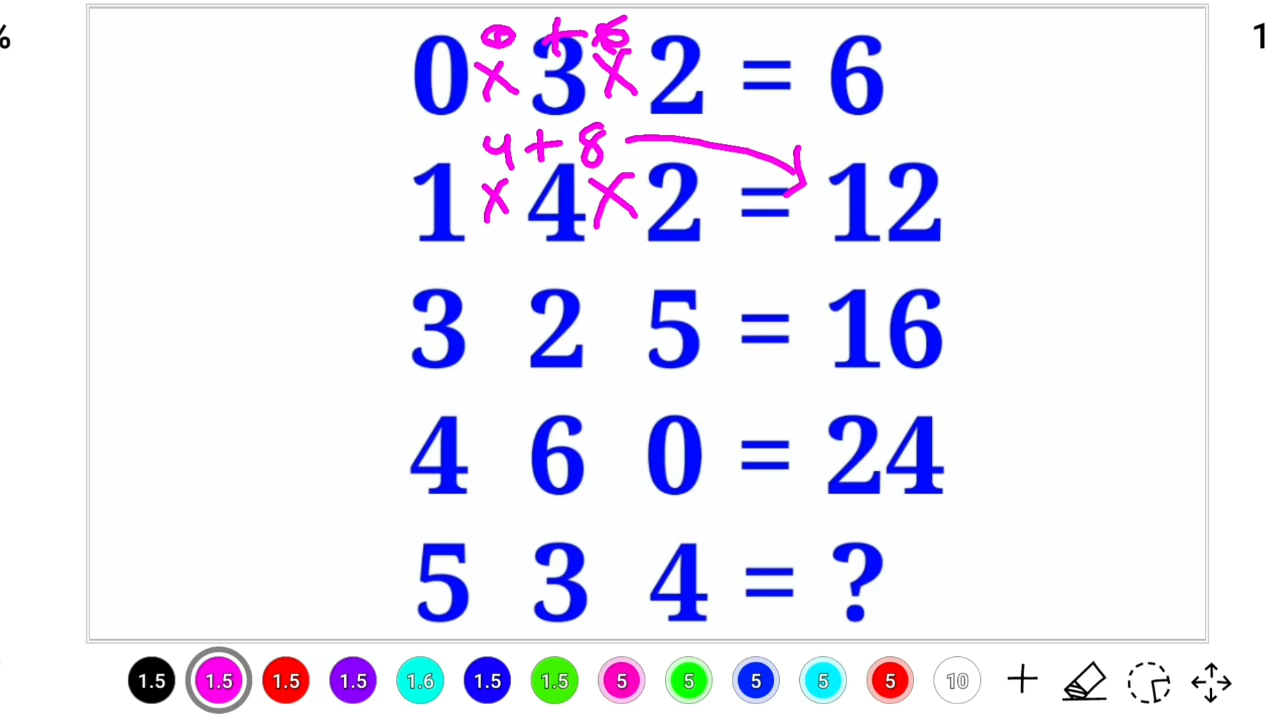 %
1
0 + 6
0 × 3 × 2 = 6
4 + 8
1 × 4 × 2 = 12
3 2 5 = 16
4 6 0 = 24
5 3 4 = ?
1.5 1.5 1.5 1.5 1.6 1.5 1.5 5 5 5 5 5 10